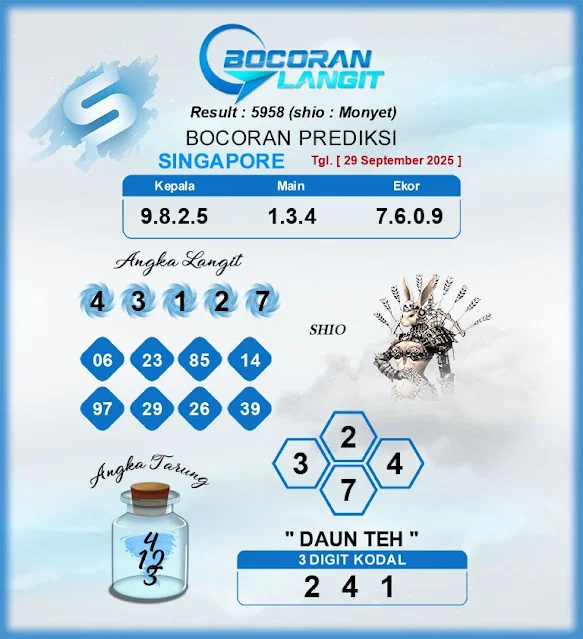 BOCORAN
LANGIT
S
Result : 5958 (shio : Monyet)
BOCORAN PREDIKSI
SINGAPORE Tgl. [ 29 September 2025 ]
Kepala Main Ekor
9.8.2.5 1.3.4 7.6.0.9
Angka Langit
4 3 1 2 7
SHIO
06 23 85 14
97 29 26 39
2
3 4
7
Angka Tarung
4
12
3
" DAUN TEH "
3 DIGIT KODAL
2 4 1